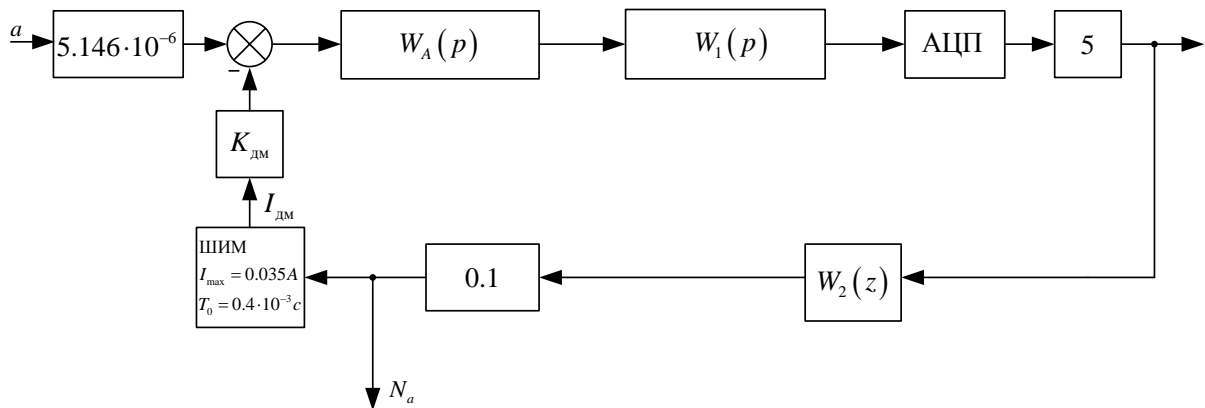 a
5.146·10⁻⁶
−
W_A(p)
W_1(p)
АЦП
5
K_дм
I_дм
ШИМ
I_max = 0.035A
T_0 = 0.4·10⁻³c
0.1
W_2(z)
N_a